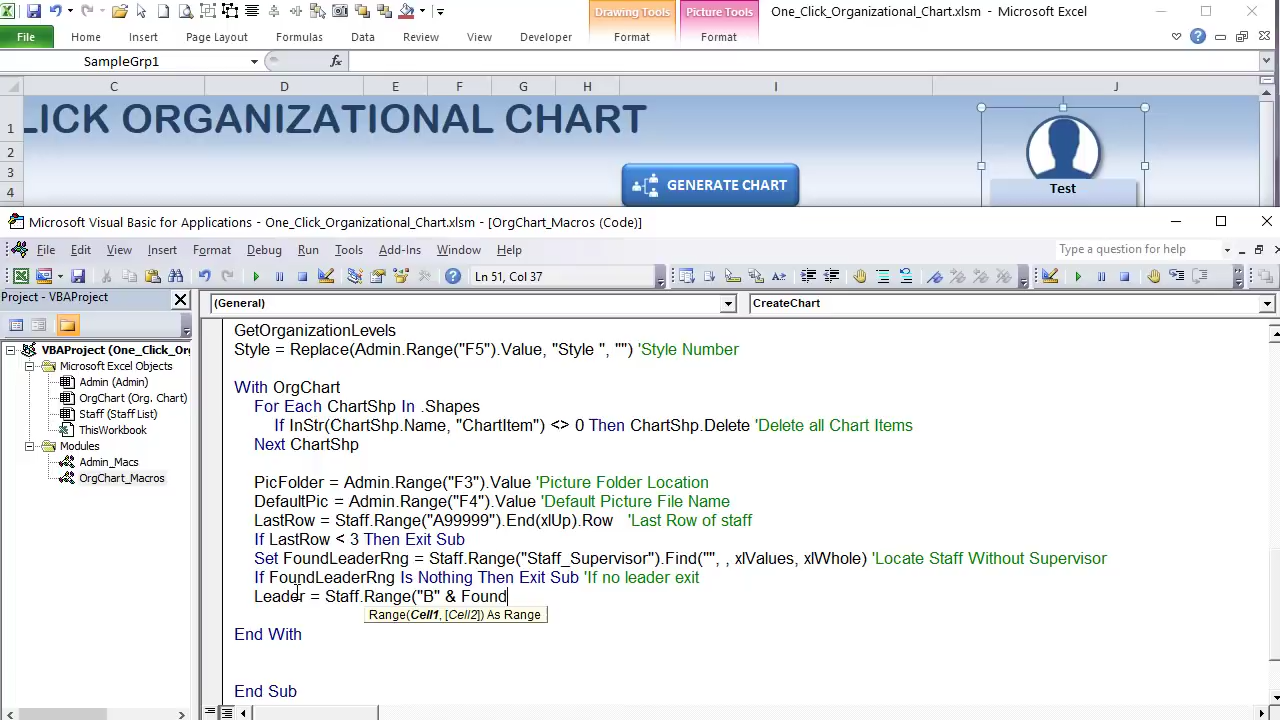 Drawing Tools
Picture Tools
One_Click_Organizational_Chart.xlsm - Microsoft Excel
File Home Insert Page Layout Formulas Data Review View Developer Format Format
SampleGrp1
fx
C D E F G H I J
1
LICK ORGANIZATIONAL CHART
2
3
4
GENERATE CHART
Test
Microsoft Visual Basic for Applications - One_Click_Organizational_Chart.xlsm - [OrgChart_Macros (Code)]
File Edit View Insert Format Debug Run Tools Add-Ins Window Help
Type a question for help
Ln 51, Col 37
Project - VBAProject
VBAProject (One_Click_Or
Microsoft Excel Objects
Admin (Admin)
OrgChart (Org. Chart)
Staff (Staff List)
ThisWorkbook
Modules
Admin_Macs
OrgChart_Macros
(General)
CreateChart
GetOrganizationLevels
Style = Replace(Admin.Range("F5").Value, "Style ", "") 'Style Number
With OrgChart
For Each ChartShp In .Shapes
If InStr(ChartShp.Name, "ChartItem") <> 0 Then ChartShp.Delete 'Delete all Chart Items
Next ChartShp
PicFolder = Admin.Range("F3").Value 'Picture Folder Location
DefaultPic = Admin.Range("F4").Value 'Default Picture File Name
LastRow = Staff.Range("A99999").End(xlUp).Row 'Last Row of staff
If LastRow < 3 Then Exit Sub
Set FoundLeaderRng = Staff.Range("Staff_Supervisor").Find("", , xlValues, xlWhole) 'Locate Staff Without Supervisor
If FoundLeaderRng Is Nothing Then Exit Sub 'If no leader exit
Leader = Staff.Range("B" & Found
Range(Cell1, [Cell2]) As Range
End With
End Sub